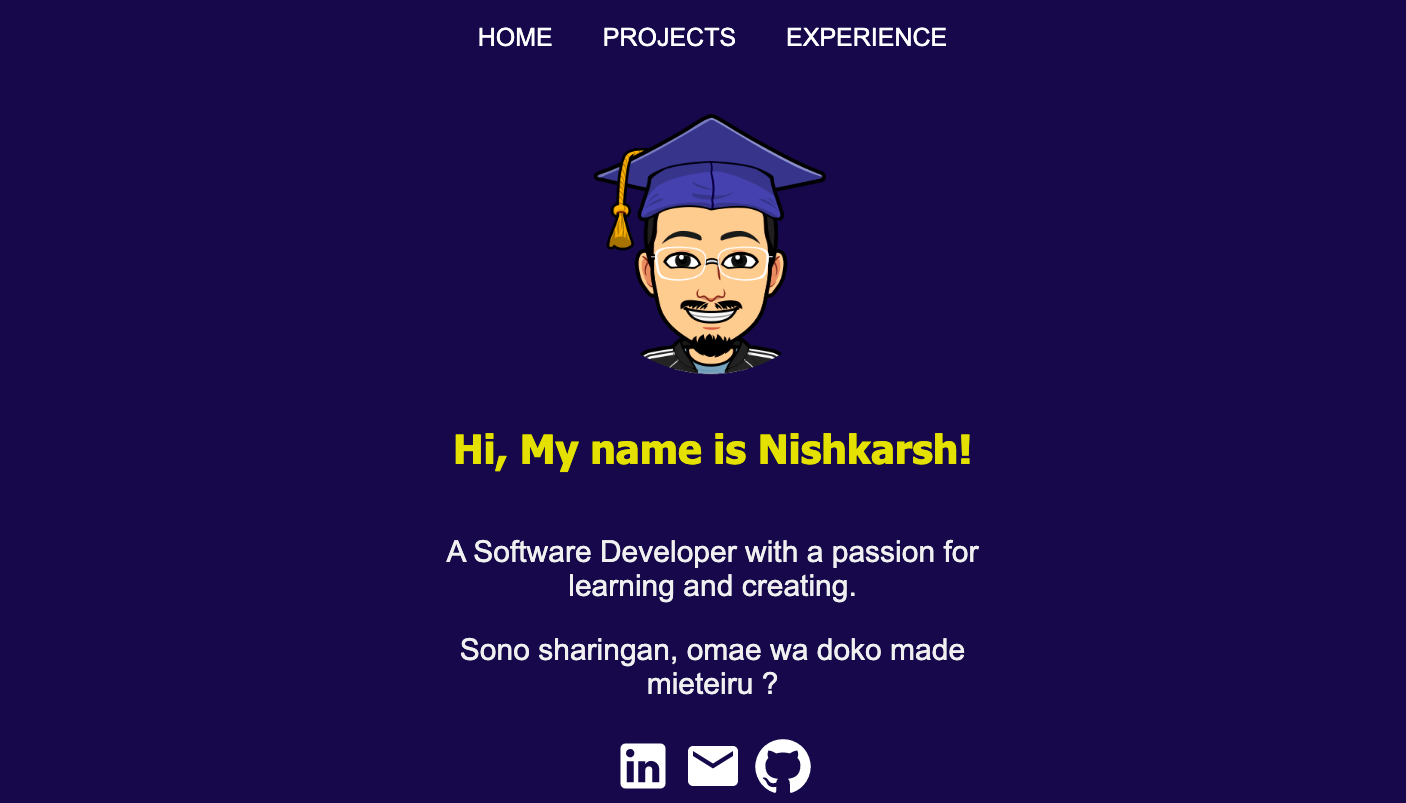 HOME PROJECTS EXPERIENCE
Hi, My name is Nishkarsh!
A Software Developer with a passion for
learning and creating.
Sono sharingan, omae wa doko made
mieteiru ?
in